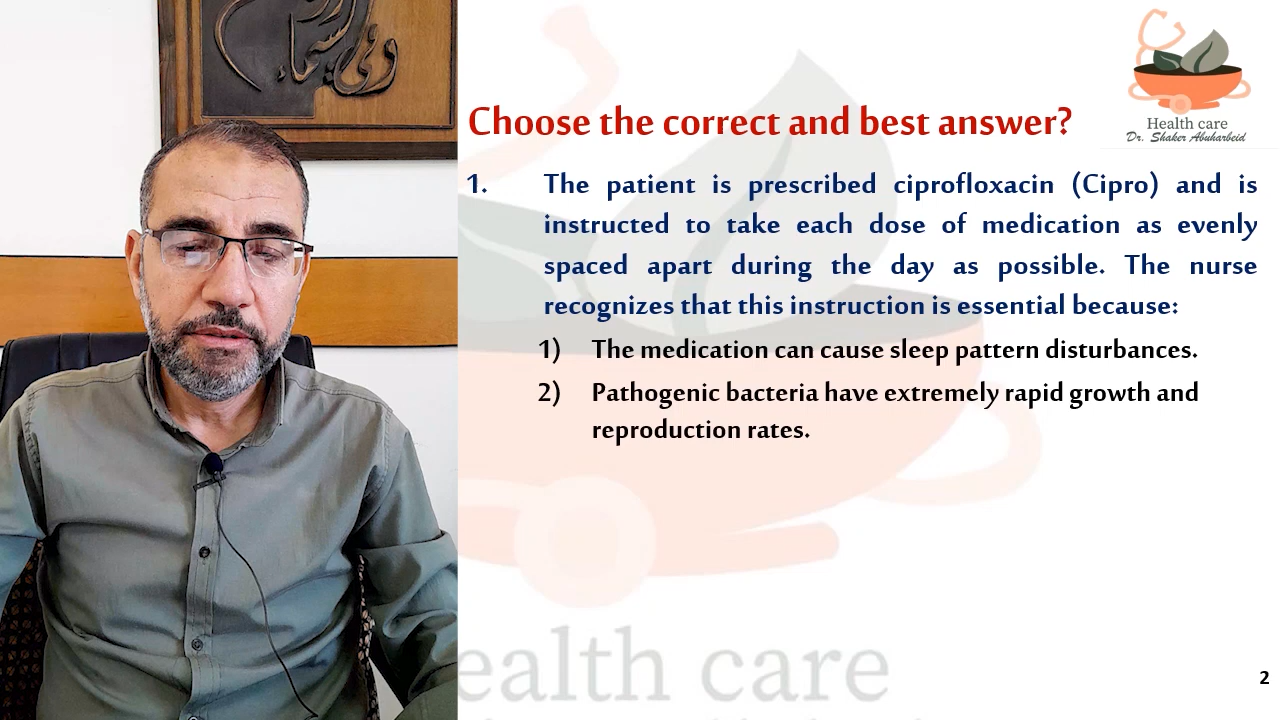 Health care
Dr. Shaker Abuharbeid
Choose the correct and best answer?
1. The patient is prescribed ciprofloxacin (Cipro) and is
instructed to take each dose of medication as evenly
spaced apart during the day as possible. The nurse
recognizes that this instruction is essential because:
1) The medication can cause sleep pattern disturbances.
2) Pathogenic bacteria have extremely rapid growth and
reproduction rates.
ealth care
2